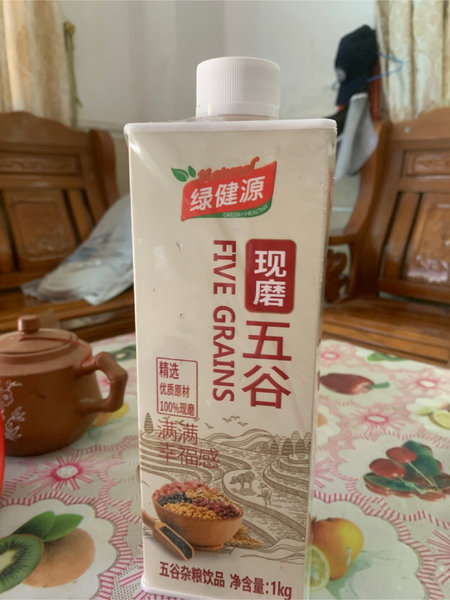 Natural
绿健源
GREEN·HEALTHY
现磨
五谷
FIVE GRAINS
精选
优质原材
100%现磨
满满
幸福感
五谷杂粮饮品 净含量:1kg